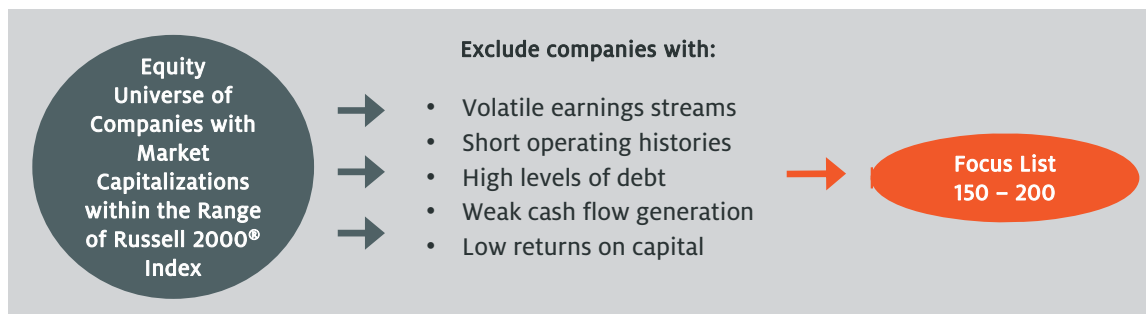 Equity
Universe of
Companies with
Market
Capitalizations
within the Range
of Russell 2000®
Index
Exclude companies with:
• Volatile earnings streams
• Short operating histories
• High levels of debt
• Weak cash flow generation
• Low returns on capital
Focus List
150 – 200